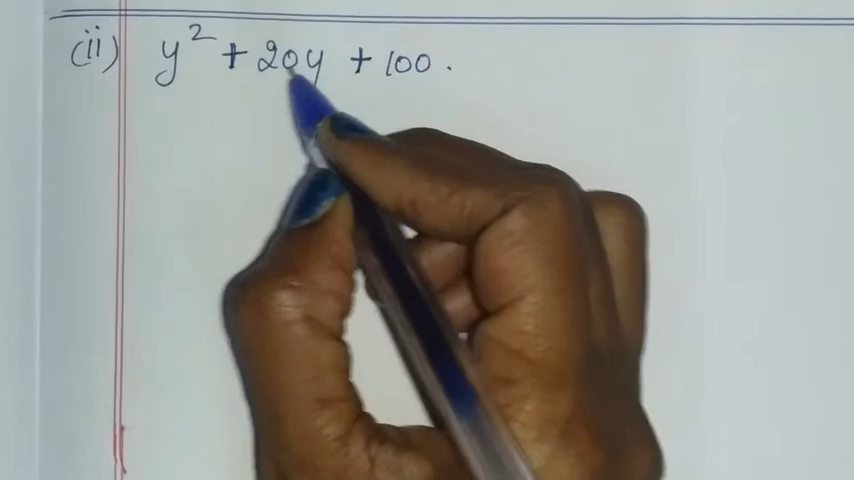 (ii) y² + 20y + 100.